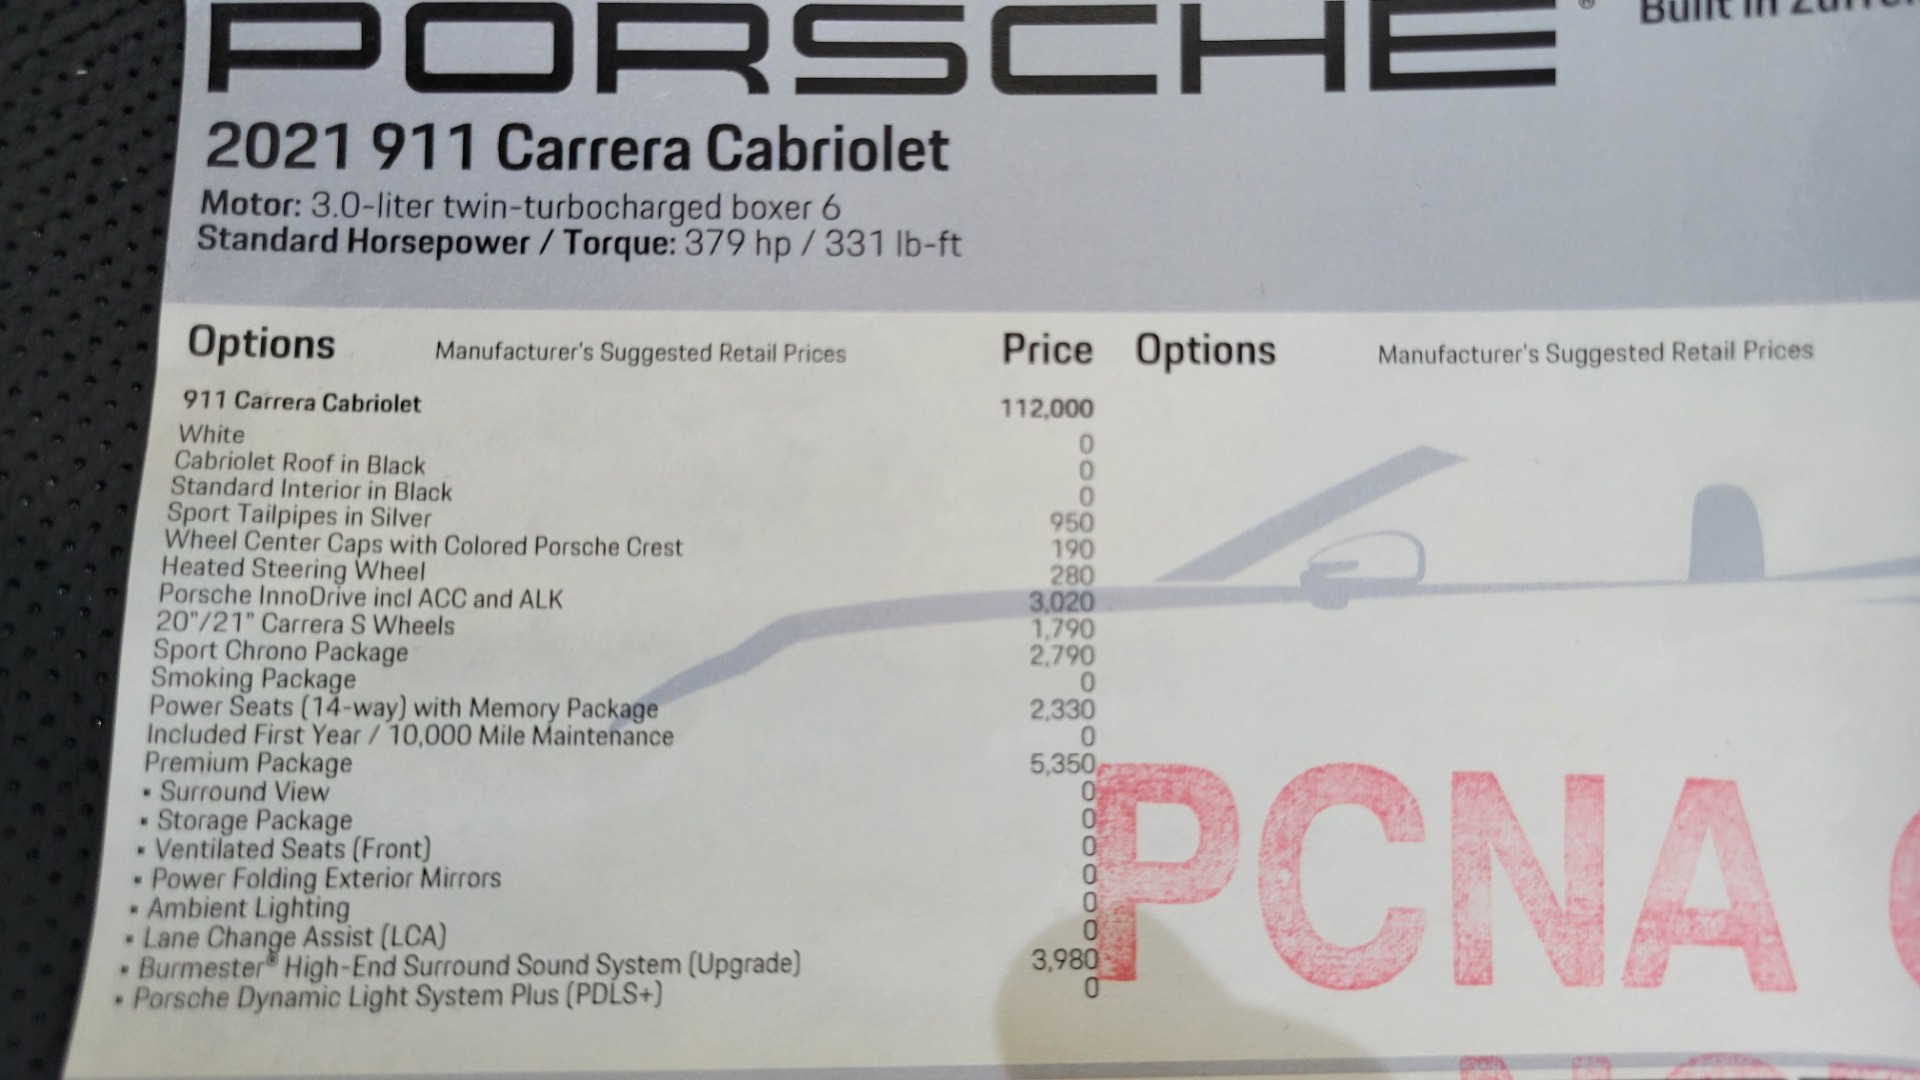 PORSCHE®
Built in
2021 911 Carrera Cabriolet
Motor: 3.0-liter twin-turbocharged boxer 6
Standard Horsepower / Torque: 379 hp / 331 lb-ft
Options Manufacturer's Suggested Retail Prices Price Options Manufacturer's Suggested Retail Prices
911 Carrera Cabriolet 112,000
White 0
Cabriolet Roof in Black 0
Standard Interior in Black 0
Sport Tailpipes in Silver 950
Wheel Center Caps with Colored Porsche Crest 190
Heated Steering Wheel 280
Porsche InnoDrive incl ACC and ALK 3,020
20"/21" Carrera S Wheels 1,790
Sport Chrono Package 2,790
Smoking Package 0
Power Seats (14-way) with Memory Package 2,330
Included First Year / 10,000 Mile Maintenance 0
Premium Package 5,350
▪ Surround View 0
▪ Storage Package 0
▪ Ventilated Seats (Front) 0
▪ Power Folding Exterior Mirrors 0
▪ Ambient Lighting 0
▪ Lane Change Assist (LCA) 0
▪ Burmester® High-End Surround Sound System (Upgrade) 3,980
▪ Porsche Dynamic Light System Plus (PDLS+) 0
PCNA